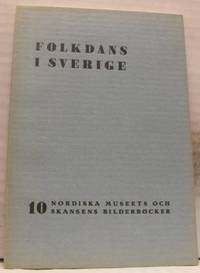 FOLKDANS
I SVERIGE
10 NORDISKA MUSEETS OCH
SKANSENS BILDERBÖCKER